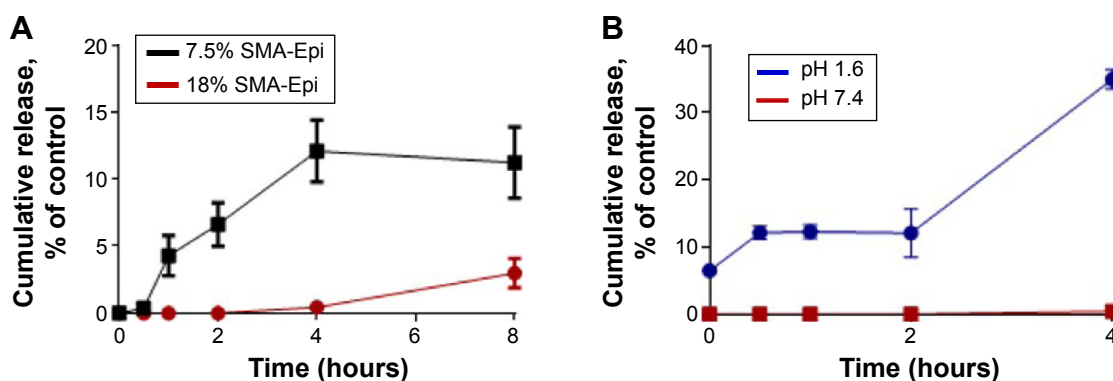 A
Cumulative release,
% of control
20
15
10
5
0
7.5% SMA-Epi
18% SMA-Epi
0 2 4 6 8
Time (hours)
B
Cumulative release,
% of control
40
30
20
10
0
pH 1.6
pH 7.4
0 2 4
Time (hours)